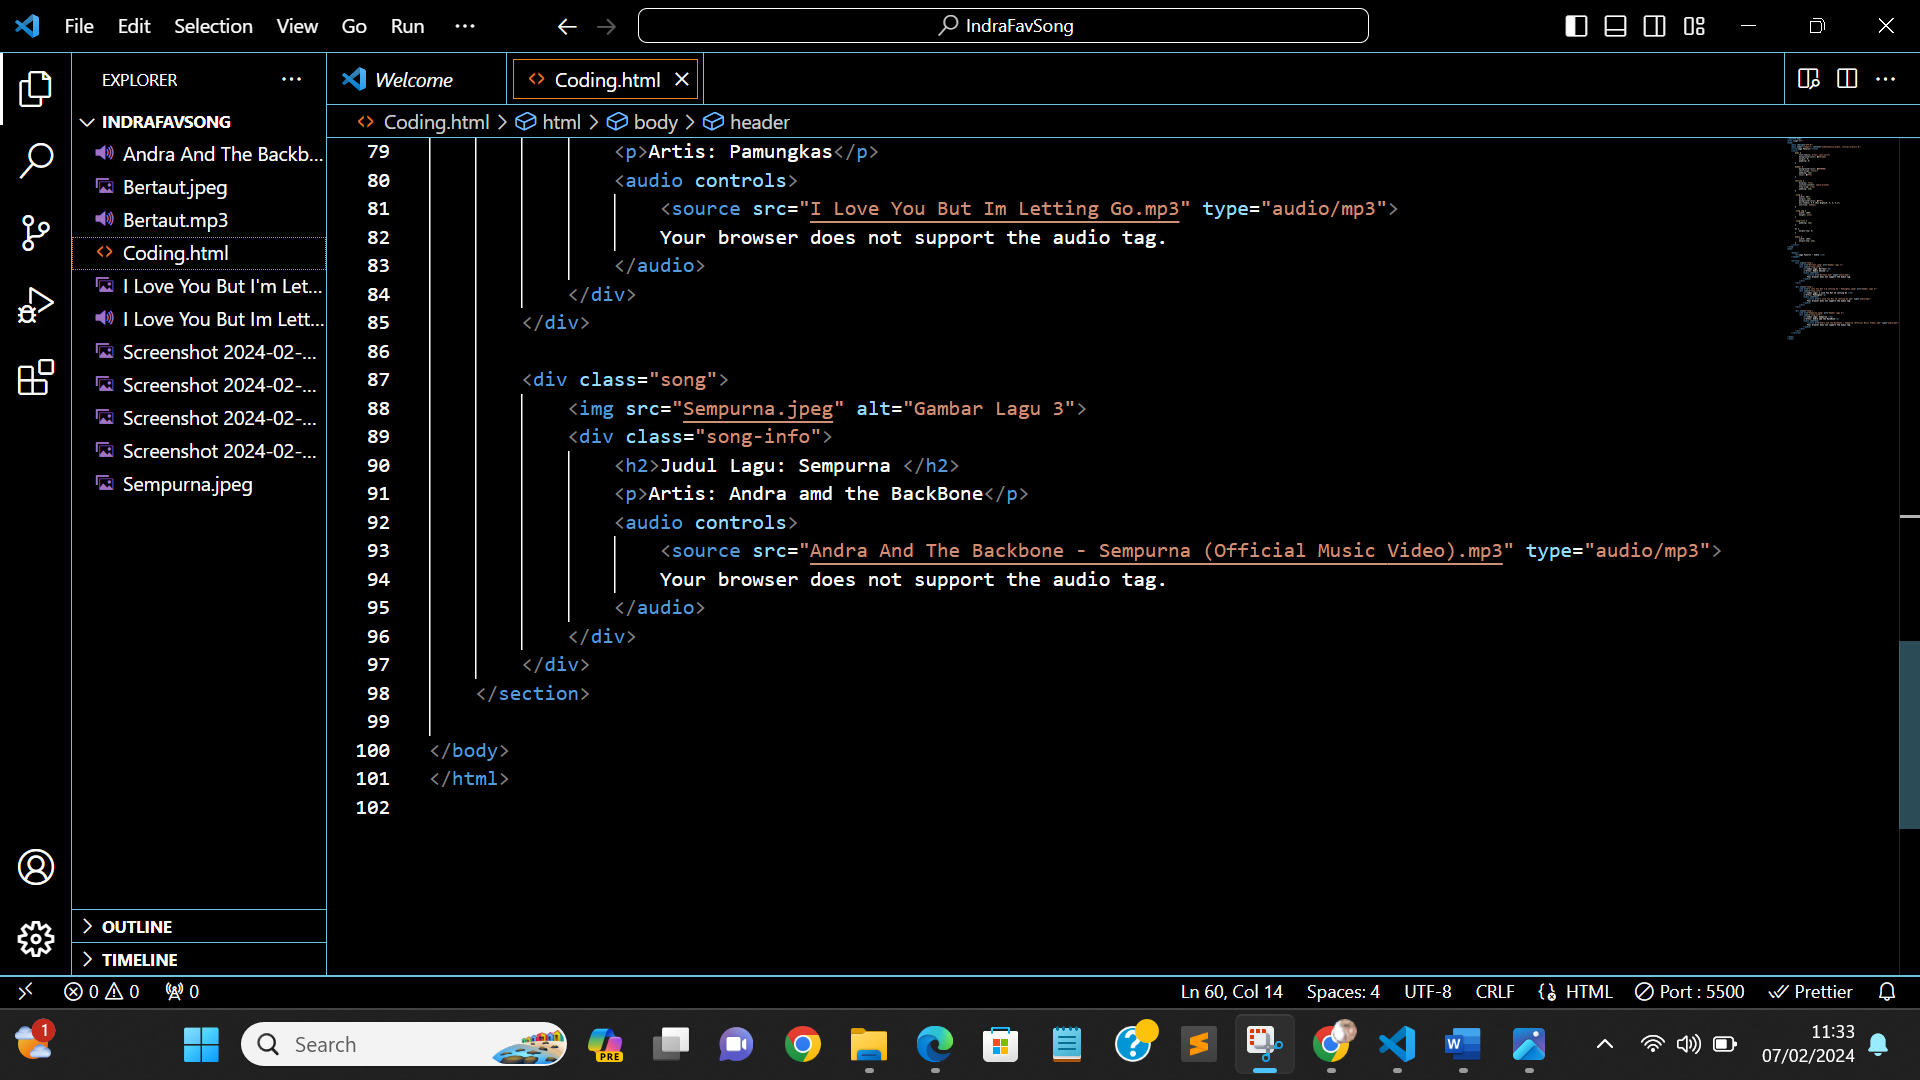 File Edit Selection View Go Run ··· IndraFavSong
EXPLORER ···
INDRAFAVSONG
Andra And The Backb...
Bertaut.jpeg
Bertaut.mp3
Coding.html
I Love You But I'm Let...
I Love You But Im Lett...
Screenshot 2024-02-...
Screenshot 2024-02-...
Screenshot 2024-02-...
Screenshot 2024-02-...
Sempurna.jpeg
OUTLINE
TIMELINE
Welcome Coding.html
Coding.html > html > body > header
79 <p>Artis: Pamungkas</p>
80 <audio controls>
81 <source src="I Love You But Im Letting Go.mp3" type="audio/mp3">
82 Your browser does not support the audio tag.
83 </audio>
84 </div>
85 </div>
86
87 <div class="song">
88 <img src="Sempurna.jpeg" alt="Gambar Lagu 3">
89 <div class="song-info">
90 <h2>Judul Lagu: Sempurna </h2>
91 <p>Artis: Andra amd the BackBone</p>
92 <audio controls>
93 <source src="Andra And The Backbone - Sempurna (Official Music Video).mp3" type="audio/mp3">
94 Your browser does not support the audio tag.
95 </audio>
96 </div>
97 </div>
98 </section>
99
100 </body>
101 </html>
102
0 0 0 Ln 60, Col 14 Spaces: 4 UTF-8 CRLF HTML Port : 5500 Prettier
1 Search PRE 11:33
07/02/2024